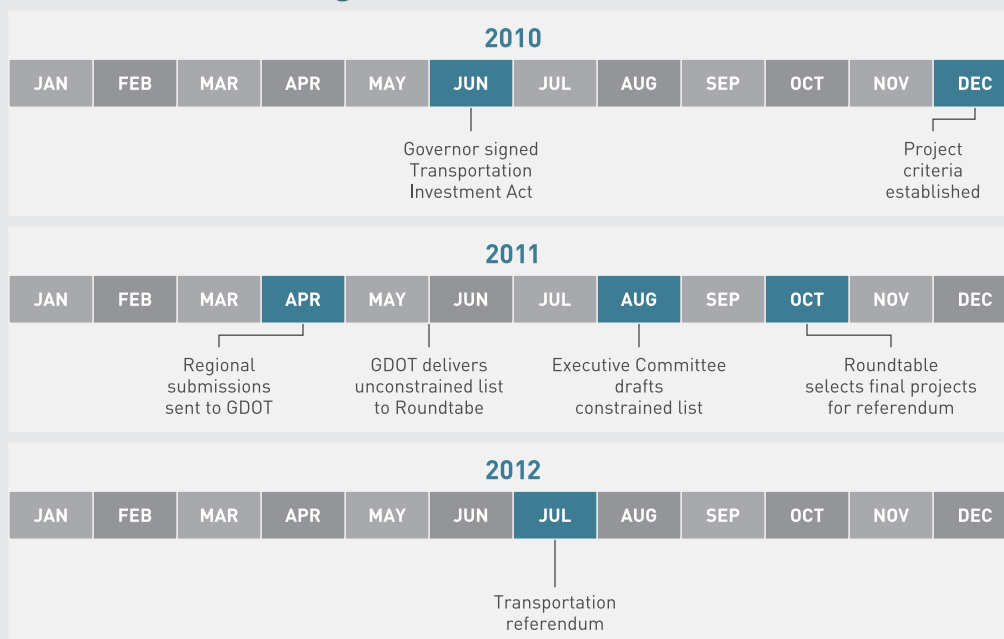 2010
JAN FEB MAR APR MAY JUN JUL AUG SEP OCT NOV DEC
Governor signed
Transportation
Investment Act
Project
criteria
established
2011
JAN FEB MAR APR MAY JUN JUL AUG SEP OCT NOV DEC
Regional
submissions
sent to GDOT
GDOT delivers
unconstrained list
to Roundtabe
Executive Committee
drafts
constrained list
Roundtable
selects final projects
for referendum
2012
JAN FEB MAR APR MAY JUN JUL AUG SEP OCT NOV DEC
Transportation
referendum